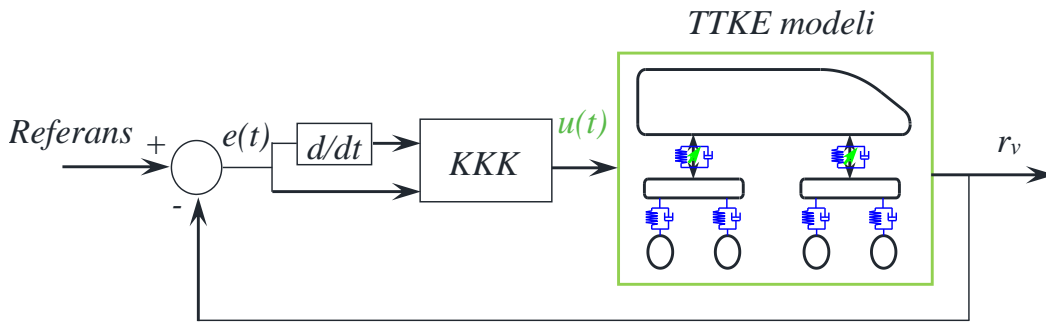 TTKE modeli
Referans
+
-
e(t)
d/dt
KKK
u(t)
r_v